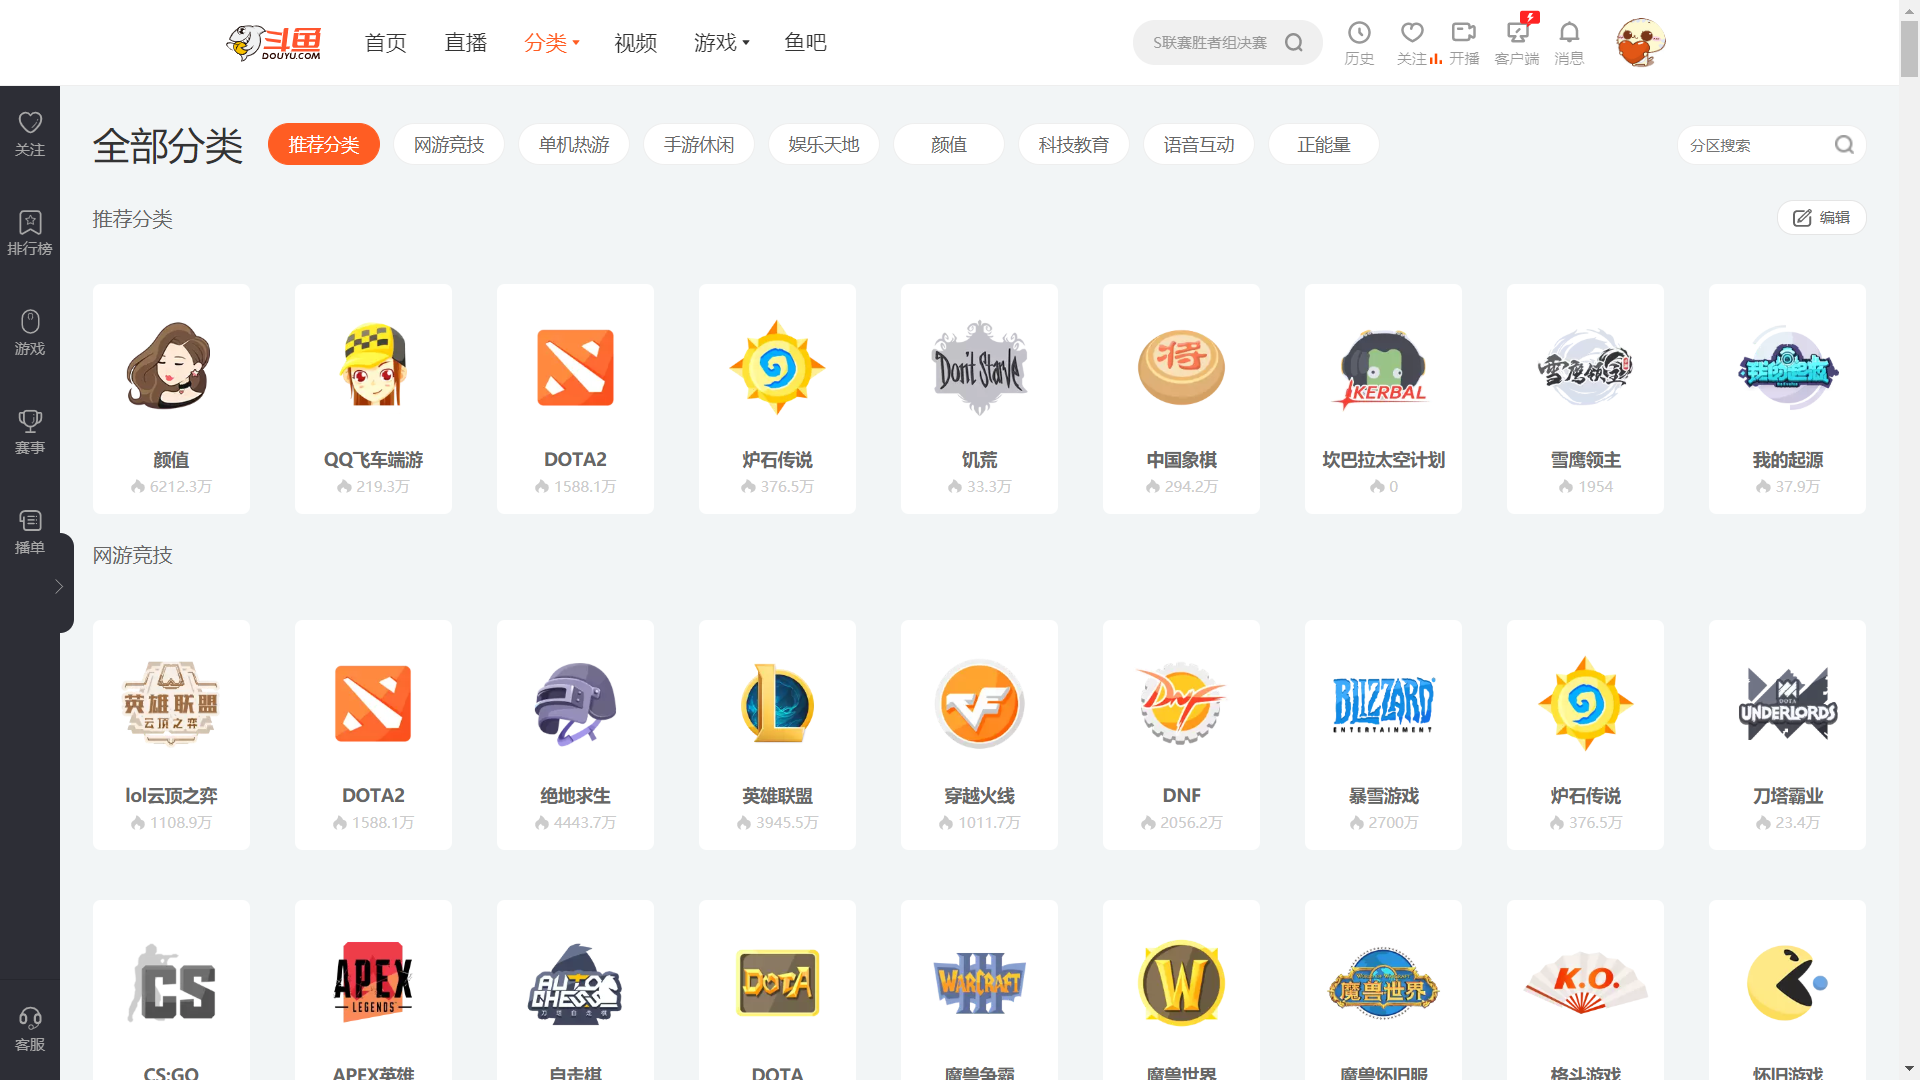 斗鱼
DOUYU.COM
首页
直播
分类
视频
游戏
鱼吧
S联赛胜者组决赛
历史
关注
开播
客户端
消息
关注
排行榜
游戏
赛事
播单
客服
全部分类
推荐分类
网游竞技
单机热游
手游休闲
娱乐天地
颜值
科技教育
语音互动
正能量
分区搜索
推荐分类
编辑
Don't Starve
将
KERBAL
雪鹰领主
我的起源
颜值
QQ飞车端游
DOTA2
炉石传说
饥荒
中国象棋
坎巴拉太空计划
雪鹰领主
我的起源
6212.3万
219.3万
1588.1万
376.5万
33.3万
294.2万
0
1954
37.9万
网游竞技
英雄联盟
云顶之弈
L
CF
DNF
BLIZZARD
ENTERTAINMENT
DOTA
UNDERLORDS
lol云顶之弈
DOTA2
绝地求生
英雄联盟
穿越火线
DNF
暴雪游戏
炉石传说
刀塔霸业
1108.9万
1588.1万
4443.7万
3945.5万
1011.7万
2056.2万
2700万
376.5万
23.4万
CS
APEX
LEGENDS
AUTO
CHESS
刀塔自走棋
DOTA
III
WARCRAFT
W
WORLD OF WARCRAFT
魔兽世界
K.O.
CS:GO
APEX英雄
自走棋
DOTA
魔兽争霸
魔兽世界
魔兽怀旧服
格斗游戏
怀旧游戏